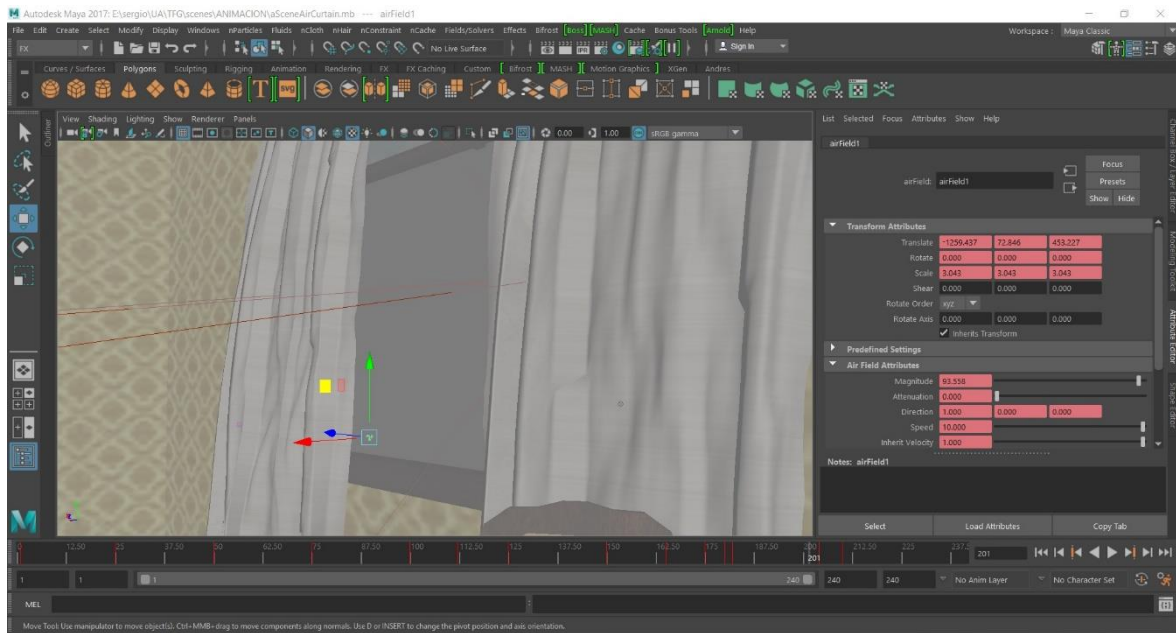 Autodesk Maya 2017: E:\sergio\UA\TFG\scenes\ANIMACION\aSceneAirCurtain.mb --- airField1
File Edit Create Select Modify Display Windows nParticles Fluids nCloth nHair nConstraint nCache Fields/Solvers Effects Bifrost [Boss] [MASH] Cache Bonus Tools [Arnold] Help Workspace : Maya Classic
FX No Live Surface Sign In
Curves / Surfaces Polygons Sculpting Rigging Animation Rendering FX FX Caching Custom Bifrost MASH Motion Graphics XGen Andres
T SVG
Outliner
View Shading Lighting Show Renderer Panels
0.00 1.00 sRGB gamma
List Selected Focus Attributes Show Help
airField1
airField: airField1
Focus
Presets
Show Hide
Transform Attributes
Translate -1259.437 72.846 453.227
Rotate 0.000 0.000 0.000
Scale 3.043 3.043 3.043
Shear 0.000 0.000 0.000
Rotate Order xyz
Rotate Axis 0.000 0.000 0.000
Inherits Transform
Predefined Settings
Air Field Attributes
Magnitude 93.558
Attenuation 0.000
Direction 1.000 0.000 0.000
Speed 10.000
Inherit Velocity 1.000
Notes: airField1
Select Load Attributes Copy Tab
Channel Box / Layer Editor
Modeling Toolkit
Attribute Editor
Shape Editor
12.50 25 37.50 50 62.50 75 87.50 100 112.50 125 137.50 150 162.50 175 187.50 200 212.50 225 237.5 201
201
1 1 1 240 240 240 No Anim Layer No Character Set
MEL
Move Tool: Use manipulator to move object(s). Ctrl+MMB+drag to move components along normals. Use D or INSERT to change the pivot position and axis orientation.